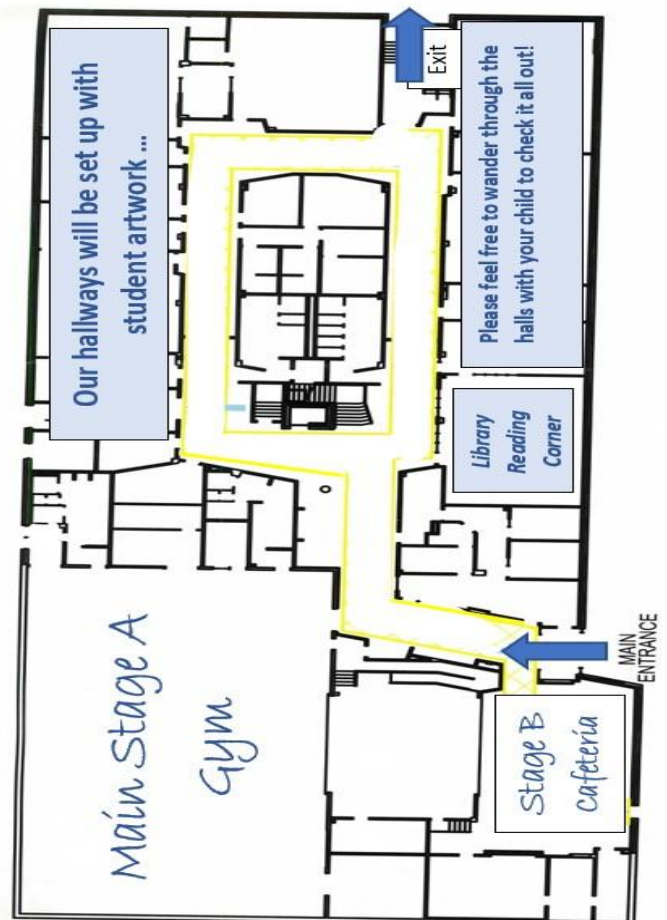 Our hallways will be set up with
student artwork ...
Exit
Please feel free to wander through the
halls with your child to check it all out!
Library
Reading
Corner
Main Stage A
Gym
Stage B
Cafeteria
MAIN
ENTRANCE